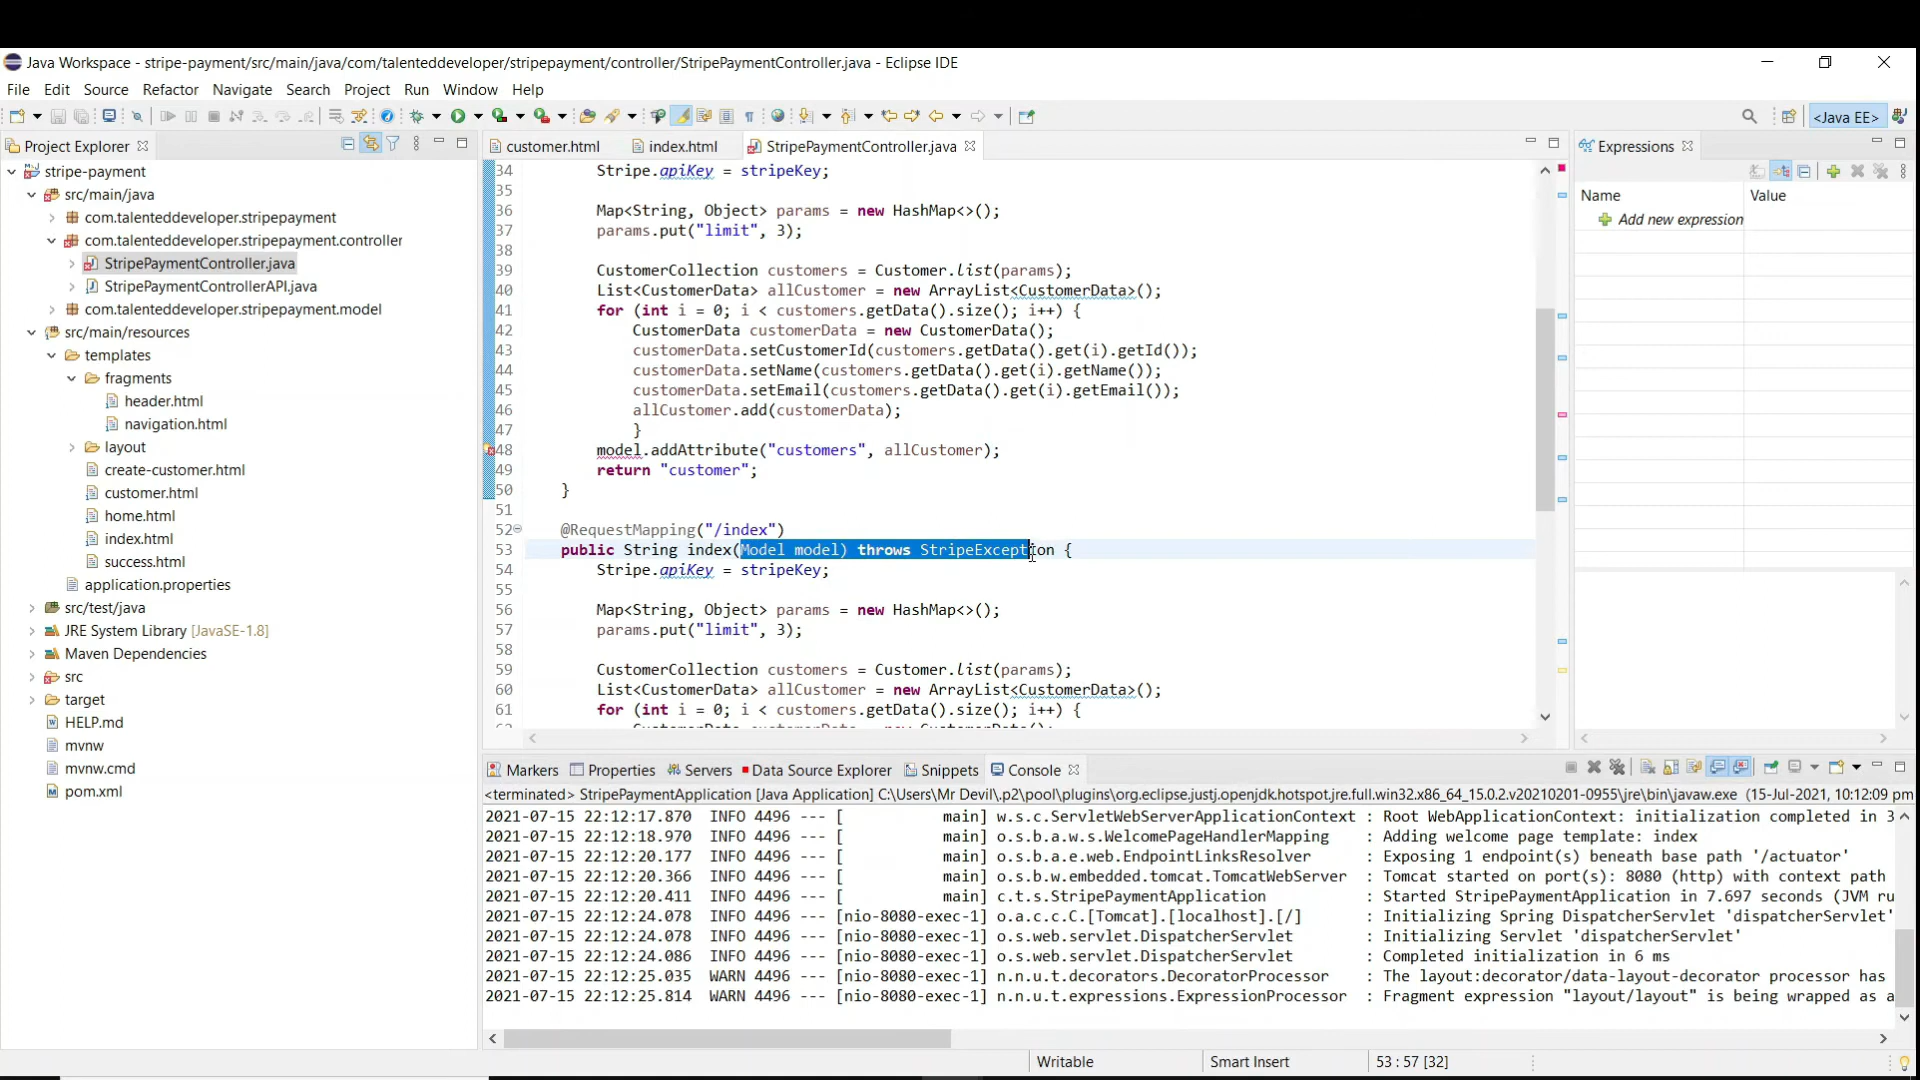 Java Workspace - stripe-payment/src/main/java/com/talenteddeveloper/stripepayment/controller/StripePaymentController.java - Eclipse IDE
File Edit Source Refactor Navigate Search Project Run Window Help
<Java EE>
Project Explorer
stripe-payment
src/main/java
com.talenteddeveloper.stripepayment
com.talenteddeveloper.stripepayment.controller
StripePaymentController.java
StripePaymentControllerAPI.java
com.talenteddeveloper.stripepayment.model
src/main/resources
templates
fragments
header.html
navigation.html
layout
create-customer.html
customer.html
home.html
index.html
success.html
application.properties
src/test/java
JRE System Library [JavaSE-1.8]
Maven Dependencies
src
target
HELP.md
mvnw
mvnw.cmd
pom.xml
customer.html index.html StripePaymentController.java
34 Stripe.apiKey = stripeKey;
35
36 Map<String, Object> params = new HashMap<>();
37 params.put("limit", 3);
38
39 CustomerCollection customers = Customer.list(params);
40 List<CustomerData> allCustomer = new ArrayList<CustomerData>();
41 for (int i = 0; i < customers.getData().size(); i++) {
42 CustomerData customerData = new CustomerData();
43 customerData.setCustomerId(customers.getData().get(i).getId());
44 customerData.setName(customers.getData().get(i).getName());
45 customerData.setEmail(customers.getData().get(i).getEmail());
46 allCustomer.add(customerData);
47 }
48 model.addAttribute("customers", allCustomer);
49 return "customer";
50 }
51
52 @RequestMapping("/index")
53 public String index(Model model) throws StripeException {
54 Stripe.apiKey = stripeKey;
55
56 Map<String, Object> params = new HashMap<>();
57 params.put("limit", 3);
58
59 CustomerCollection customers = Customer.list(params);
60 List<CustomerData> allCustomer = new ArrayList<CustomerData>();
61 for (int i = 0; i < customers.getData().size(); i++) {
Expressions
Name Value
Add new expression
Markers Properties Servers Data Source Explorer Snippets Console
<terminated> StripePaymentApplication [Java Application] C:\Users\Mr Devil\.p2\pool\plugins\org.eclipse.justj.openjdk.hotspot.jre.full.win32.x86_64_15.0.2.v20210201-0955\jre\bin\javaw.exe (15-Jul-2021, 10:12:09 pm
2021-07-15 22:12:17.870 INFO 4496 --- [ main] w.s.c.ServletWebServerApplicationContext : Root WebApplicationContext: initialization completed in 3
2021-07-15 22:12:18.970 INFO 4496 --- [ main] o.s.b.a.w.s.WelcomePageHandlerMapping : Adding welcome page template: index
2021-07-15 22:12:20.177 INFO 4496 --- [ main] o.s.b.a.e.web.EndpointLinksResolver : Exposing 1 endpoint(s) beneath base path '/actuator'
2021-07-15 22:12:20.366 INFO 4496 --- [ main] o.s.b.w.embedded.tomcat.TomcatWebServer : Tomcat started on port(s): 8080 (http) with context path
2021-07-15 22:12:20.411 INFO 4496 --- [ main] c.t.s.StripePaymentApplication : Started StripePaymentApplication in 7.697 seconds (JVM ru
2021-07-15 22:12:24.078 INFO 4496 --- [nio-8080-exec-1] o.a.c.c.C.[Tomcat].[localhost].[/] : Initializing Spring DispatcherServlet 'dispatcherServlet'
2021-07-15 22:12:24.078 INFO 4496 --- [nio-8080-exec-1] o.s.web.servlet.DispatcherServlet : Initializing Servlet 'dispatcherServlet'
2021-07-15 22:12:24.086 INFO 4496 --- [nio-8080-exec-1] o.s.web.servlet.DispatcherServlet : Completed initialization in 6 ms
2021-07-15 22:12:25.035 WARN 4496 --- [nio-8080-exec-1] n.n.u.t.decorators.DecoratorProcessor : The layout:decorator/data-layout-decorator processor has
2021-07-15 22:12:25.814 WARN 4496 --- [nio-8080-exec-1] n.n.u.t.expressions.ExpressionProcessor : Fragment expression "layout/layout" is being wrapped as a
Writable Smart Insert 53 : 57 [32]